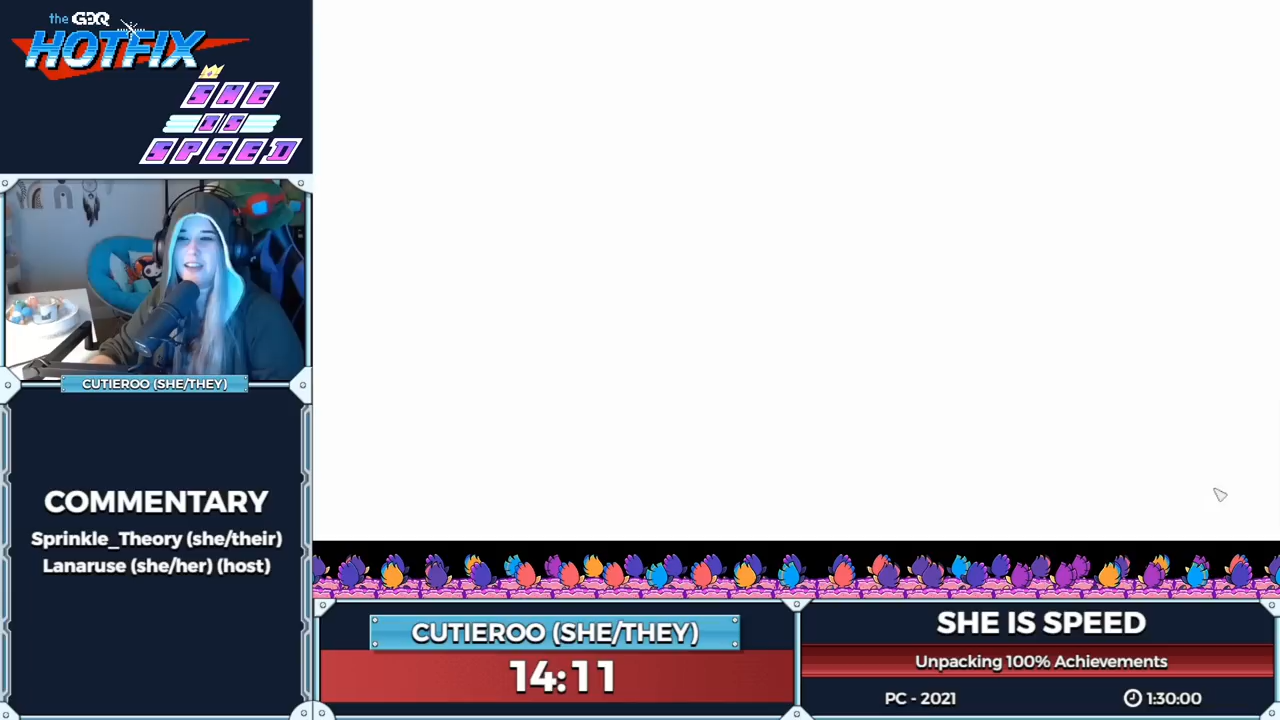 the GDQ
HOTFIX
SHE
IS
SPEED
CUTIEROO (SHE/THEY)
COMMENTARY
Sprinkle_Theory (she/their)
Lanaruse (she/her) (host)
CUTIEROO (SHE/THEY)
14:11
SHE IS SPEED
Unpacking 100% Achievements
PC - 2021
1:30:00